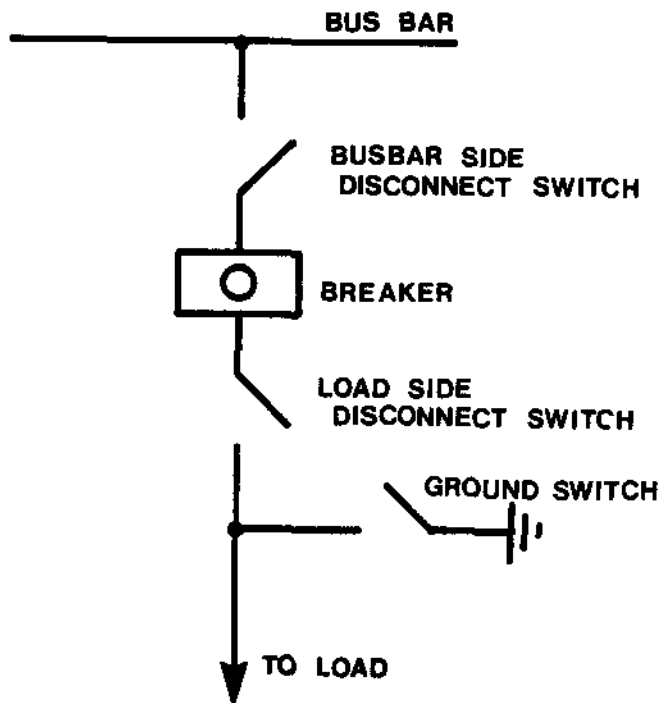 BUS BAR
BUSBAR SIDE
DISCONNECT SWITCH
BREAKER
LOAD SIDE
DISCONNECT SWITCH
GROUND SWITCH
TO LOAD